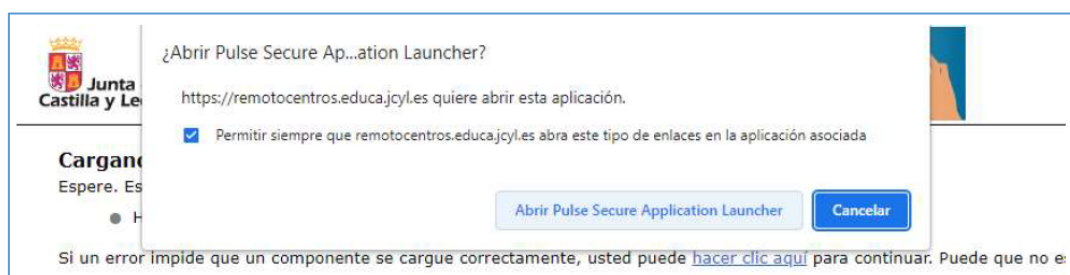 ¿Abrir Pulse Secure Ap...ation Launcher?
Junta
Castilla y Le
https://remotocentros.educa.jcyl.es quiere abrir esta aplicación.
Permitir siempre que remotocentros.educa.jcyl.es abra este tipo de enlaces en la aplicación asociada
Cargand
Espere. Es
H
Abrir Pulse Secure Application Launcher Cancelar
Si un error impide que un componente se cargue correctamente, usted puede hacer clic aquí para continuar. Puede que no e